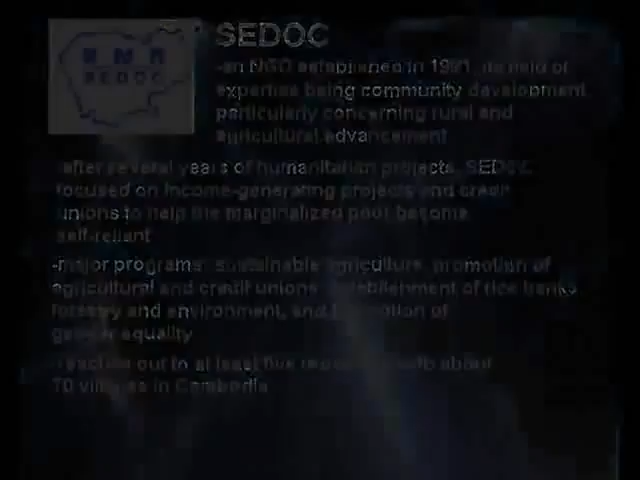 SEDOC
SEDOC
-an NGO established in 1991, its field of
expertise being community development,
particularly concerning rural and
agricultural advancement
-after several years of humanitarian projects, SEDOC
focused on income-generating projects and credit
unions to help the marginalized poor become
self-reliant
-major programs: sustainable agriculture, promotion of
agricultural and credit unions, establishment of rice banks
forestry and environment, and promotion of
gender equality
out to at least five about
70 villages in Cambodia